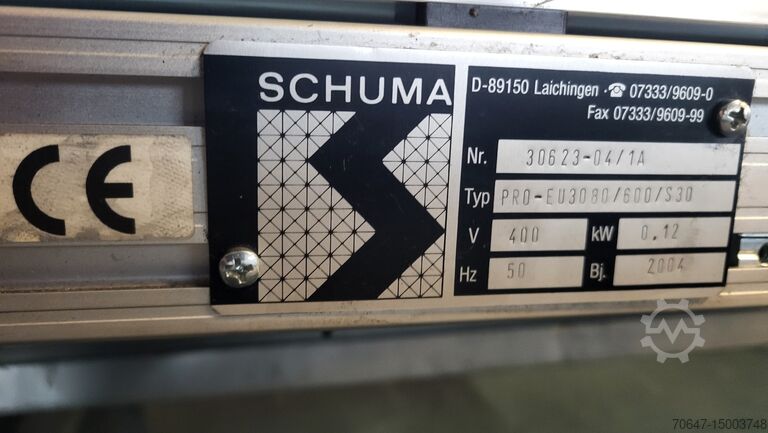 CE
SCHUMA
D-89150 Laichingen · ☎ 07333/9609-0
Fax 07333/9609-99
Nr. 30623-04/1A
Typ PRO-EU3080/600/S30
V 400 kW 0.12
Hz 50 Bj. 2004
70647-15003748